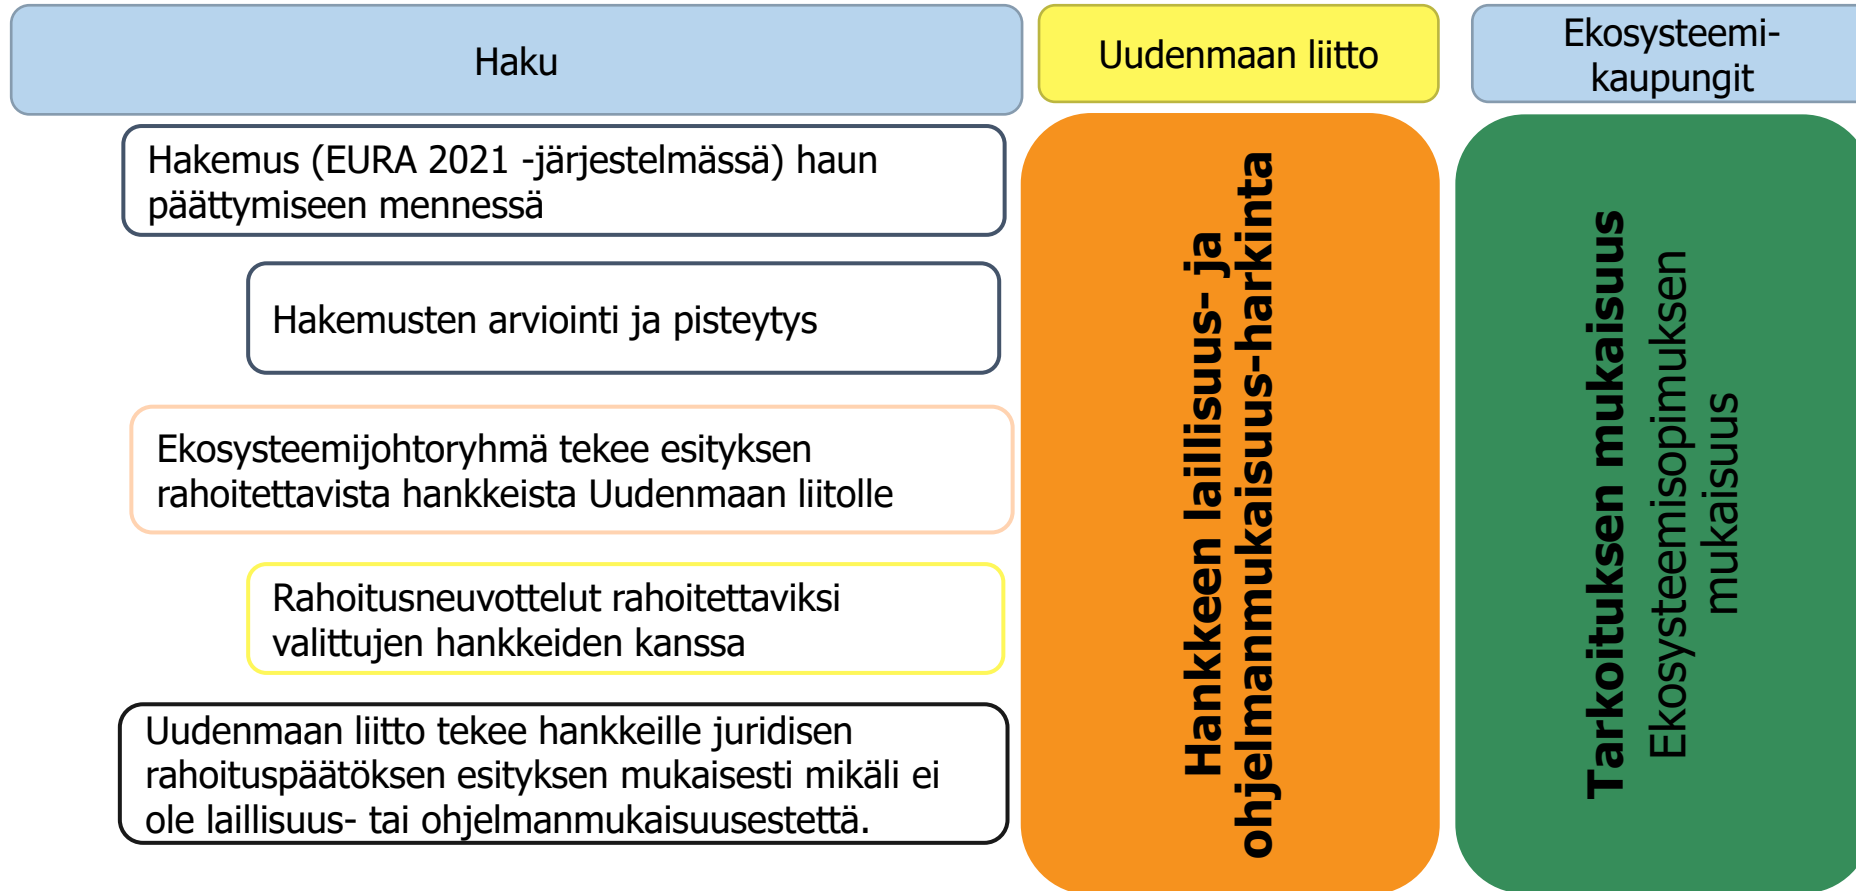 Haku
Uudenmaan liitto
Ekosysteemi-
kaupungit
Hakemus (EURA 2021 -järjestelmässä) haun
päättymiseen mennessä
Hakemusten arviointi ja pisteytys
Ekosysteemijohtoryhmä tekee esityksen
rahoitettavista hankkeista Uudenmaan liitolle
Rahoitusneuvottelut rahoitettaviksi
valittujen hankkeiden kanssa
Uudenmaan liitto tekee hankkeille juridisen
rahoituspäätöksen esityksen mukaisesti mikäli ei
ole laillisuus- tai ohjelmanmukaisuusestettä.
Hankkeen laillisuus- ja
ohjelmanmukaisuus-harkinta
Tarkoituksen mukaisuus
Ekosysteemisopimuksen
mukaisuus